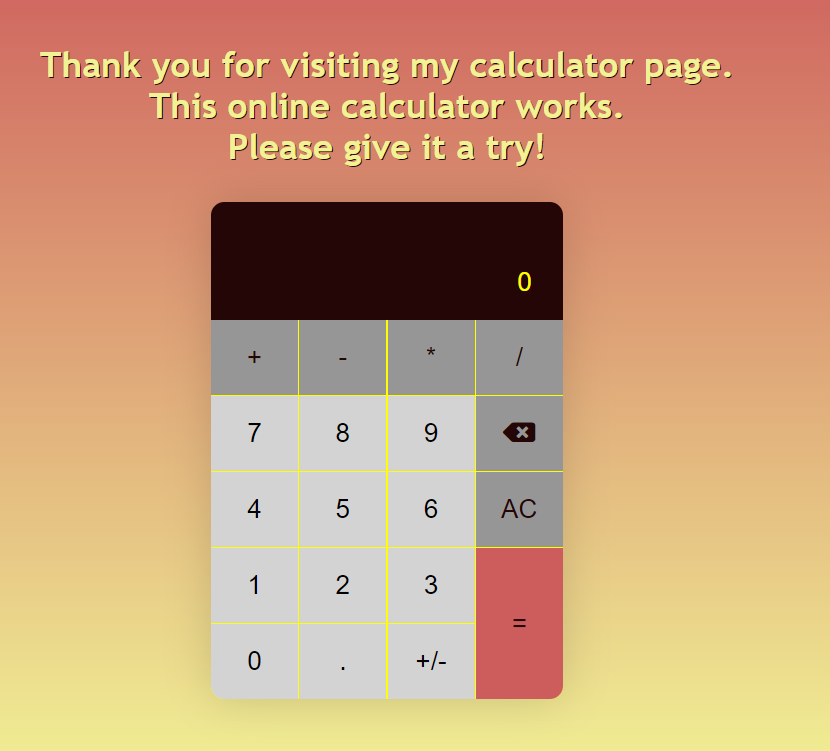 Thank you for visiting my calculator page.
This online calculator works.
Please give it a try!
0
+ - * /
7 8 9
4 5 6 AC
1 2 3
=
0 . +/-